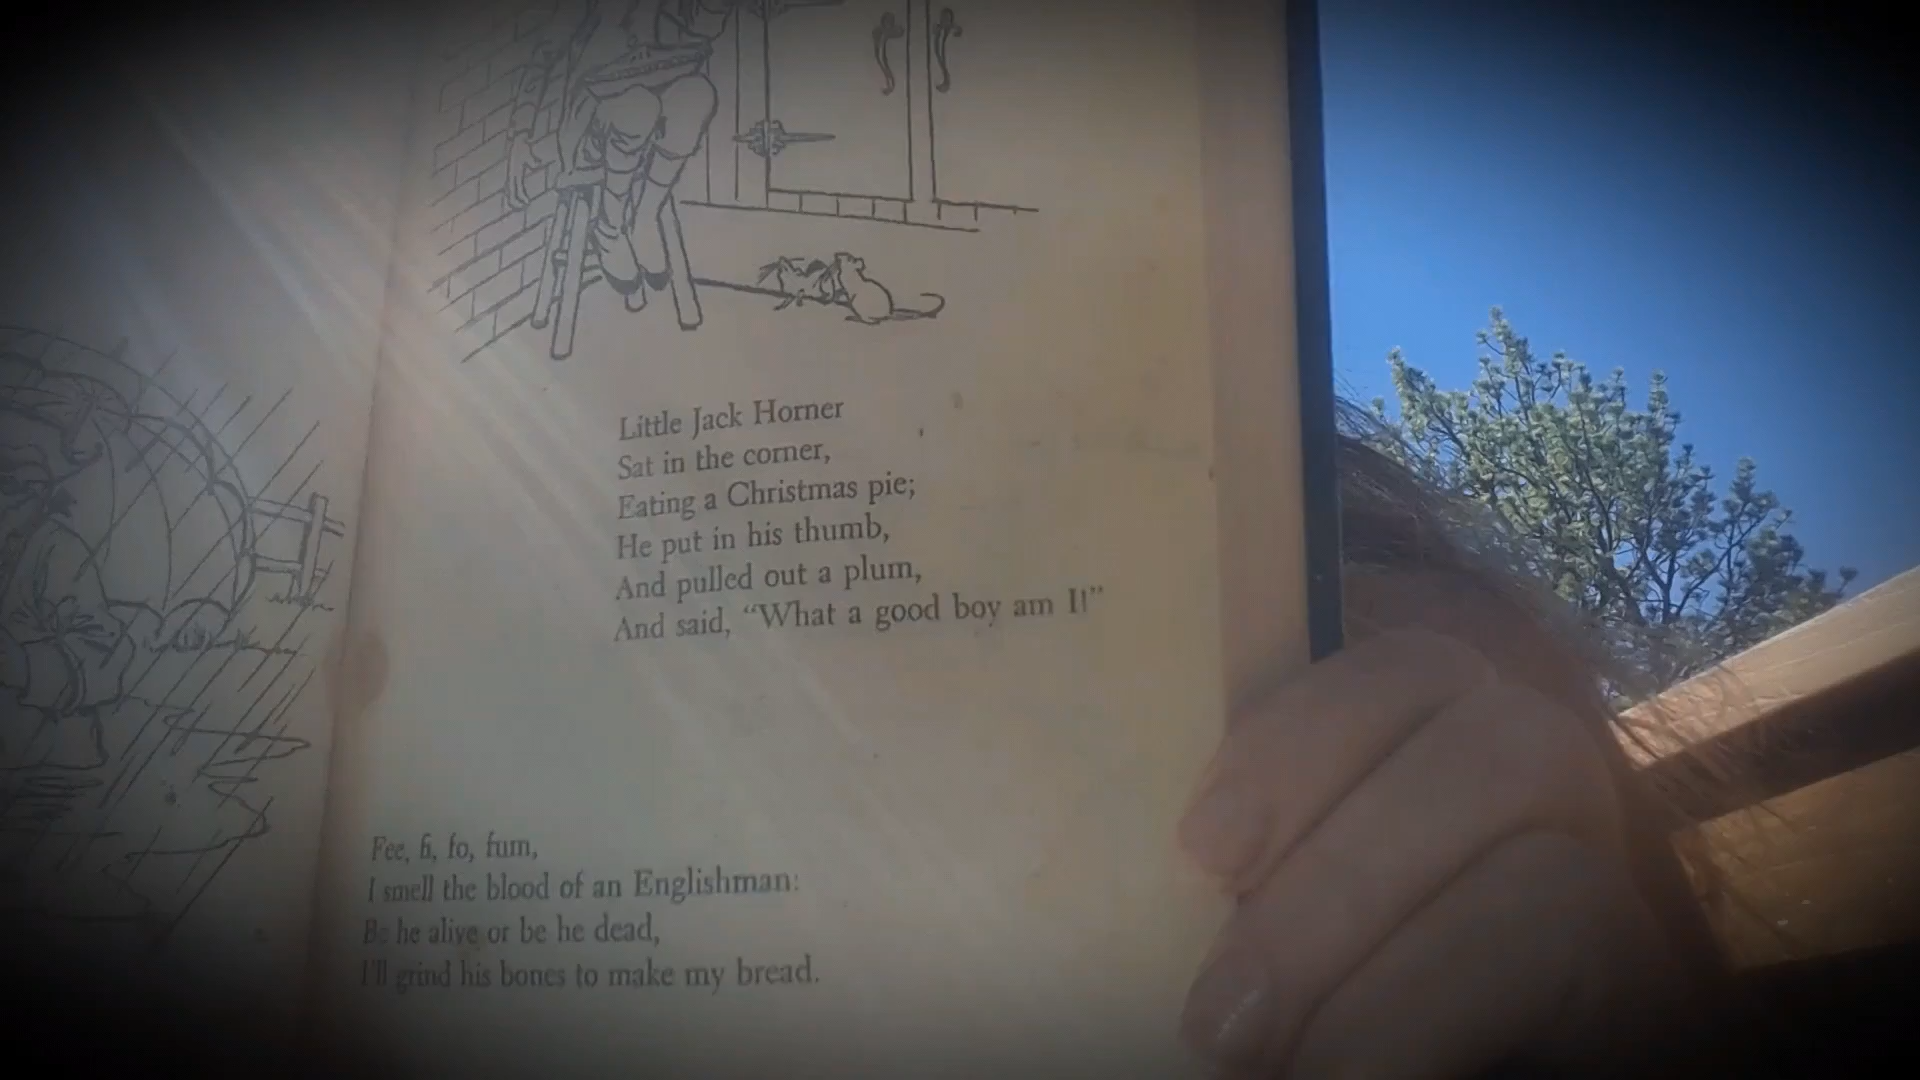 Little Jack Horner
Sat in the corner,
Eating a Christmas pie;
He put in his thumb,
And pulled out a plum,
And said, “What a good boy am I!”
Fee, fi, fo, fum,
I smell the blood of an Englishman:
Be he alive or be he dead,
I'll grind his bones to make my bread.